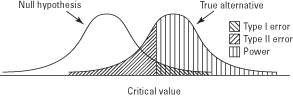 Null hypothesis
True alternative
Type I error
Type II error
Power
Critical value